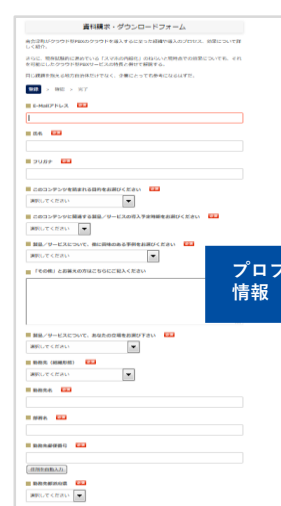 資料請求・ダウンロードフォーム
登録 > 確認 > 完了
E-Mailアドレス 必須
氏名 必須
フリガナ 必須
このコンテンツを読まれる目的をお選びください 必須
選択してください
このコンテンツに関連する製品／サービスの導入予定時期をお選びください 必須
選択してください
製品／サービスについて、特に興味のある事例をお選びください 必須
選択してください
「その他」とお答えの方はこちらにご記入ください
プロフ
情報
製品／サービスについて、あなたの立場をお選び下さい 必須
選択してください
勤務先（組織形態） 必須
選択してください
勤務先名 必須
部署名 必須
勤務先郵便番号 必須
住所を自動入力
勤務先都道府県 必須
選択してください